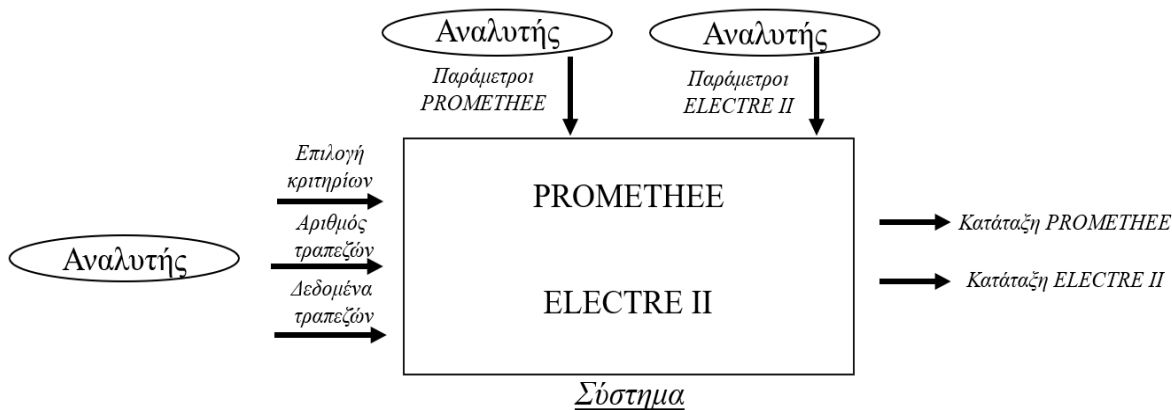 Αναλυτής
Αναλυτής
Παράμετροι
PROMETHEE
Παράμετροι
ELECTRE II
Επιλογή
κριτηρίων
Αριθμός
τραπεζών
Δεδομένα
τραπεζών
Αναλυτής
PROMETHEE
ELECTRE II
Κατάταξη PROMETHEE
Κατάταξη ELECTRE II
Σύστημα